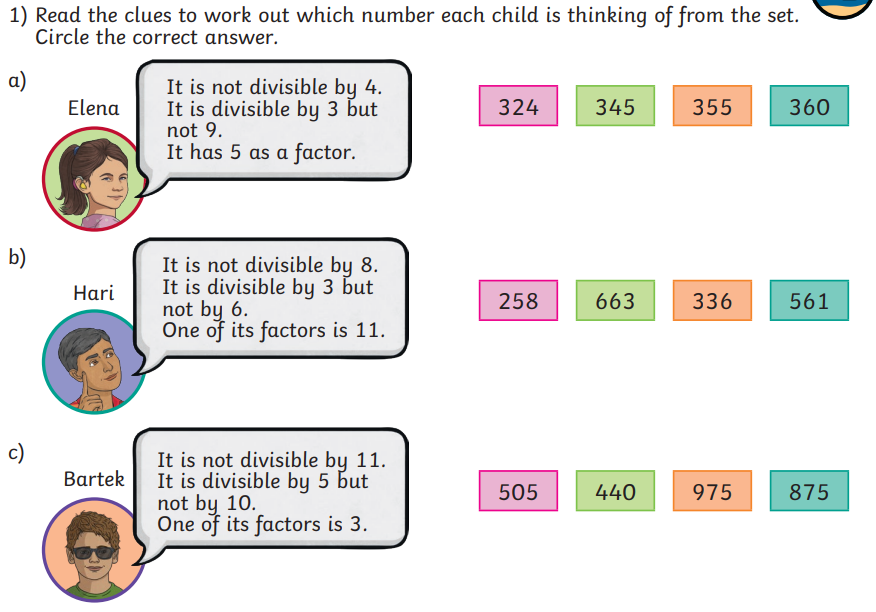 1) Read the clues to work out which number each child is thinking of from the set.
Circle the correct answer.
a)
Elena
It is not divisible by 4.
It is divisible by 3 but
not 9.
It has 5 as a factor.
324 345 355 360
b)
Hari
It is not divisible by 8.
It is divisible by 3 but
not by 6.
One of its factors is 11.
258 663 336 561
c)
Bartek
It is not divisible by 11.
It is divisible by 5 but
not by 10.
One of its factors is 3.
505 440 975 875